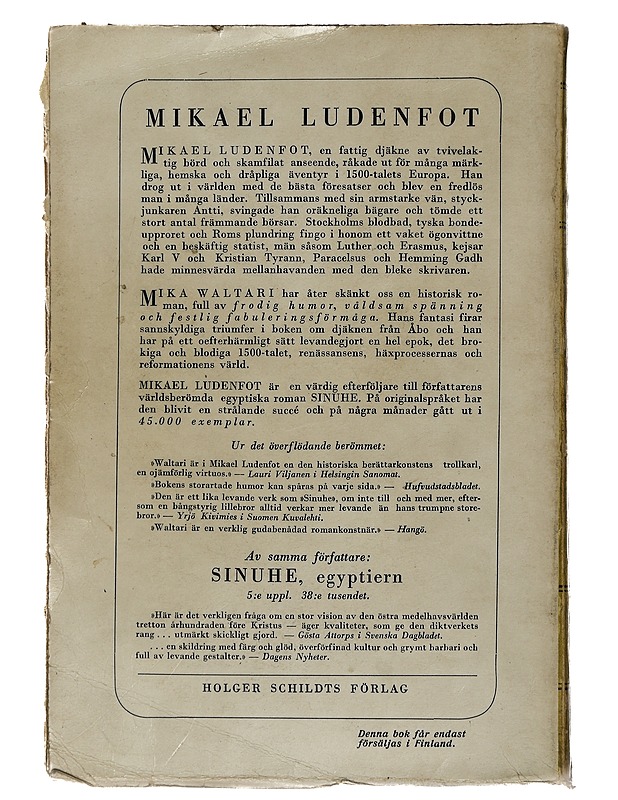 MIKAEL LUDENFOT
MIKAEL LUDENFOT, en fattig djäkne av tvivelak-
tig börd och skamfilat anseende, råkade ut för många märk-
liga, hemska och dråpliga äventyr i 1500-talets Europa. Han
drog ut i världen med de bästa föresatser och blev en fredlös
man i många länder. Tillsammans med sin armstarke vän, styck-
junkaren Antti, svingade han oräkneliga bägare och tömde ett
stort antal främmande börsar. Stockholms blodbad, tyska bonde-
upproret och Roms plundring fingo i honom ett vaket ögonvittne
och en beskäftig statist, män såsom Luther och Erasmus, kejsar
Karl V och Kristian Tyrann, Paracelsus och Hemming Gadh
hade minnesvärda mellanhavanden med den bleke skrivaren.
MIKA WALTARI har åter skänkt oss en historisk ro-
man, full av frodig humor, våldsam spänning
och festlig fabuleringsförmåga. Hans fantasi firar
sannskyldiga triumfer i boken om djäknen från Åbo och han
har på ett oefterhärmligt sätt levandegjort en hel epok, det bro-
kiga och blodiga 1500-talet, renässansens, häxprocessernas och
reformationens värld.
MIKAEL LUDENFOT är en värdig efterföljare till författarens
världsberömda egyptiska roman SINUHE. På originalspråket har
den blivit en strålande succé och på några månader gått ut i
45.000 exemplar.
Ur det överflödande berömmet:
»Waltari är i Mikael Ludenfot en den historiska berättarkonstens trollkarl,
en ojämförlig virtuos.» — Lauri Viljanen i Helsingin Sanomat.
»Bokens storartade humor kan spåras på varje sida.» — Hufvudstadsbladet.
»Den är ett lika levande verk som »Sinuhe», om inte till och med mer, efter-
som en bångstyrig lillebror alltid verkar mer levande än hans trumpne store-
bror.» — Yrjö Kivimies i Suomen Kuvalehti.
»Waltari är en verklig gudabenådad romankonstnär.» — Hangö.
Av samma författare:
SINUHE, egyptiern
5:e uppl. 38:e tusendet.
»Här är det verkligen fråga om en stor vision av den östra medelhavsvärlden
tretton århundraden före Kristus — äger kvaliteter, som ge den diktverkets
rang . . . utmärkt skickligt gjord. — Gösta Attorps i Svenska Dagbladet.
. . . en skildring med färg och glöd, överförfinad kultur och grymt barbari och
full av levande gestalter.» — Dagens Nyheter.
HOLGER SCHILDTS FÖRLAG
Denna bok får endast
försäljas i Finland.